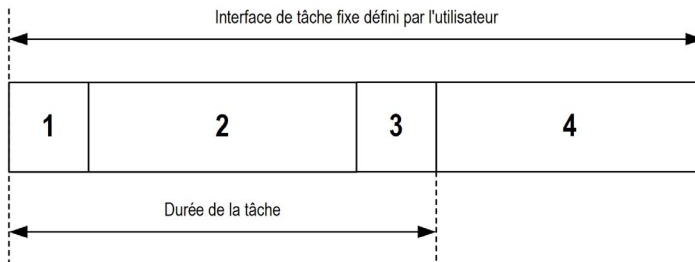 Interface de tâche fixe défini par l'utilisateur
1 2 3 4
Durée de la tâche